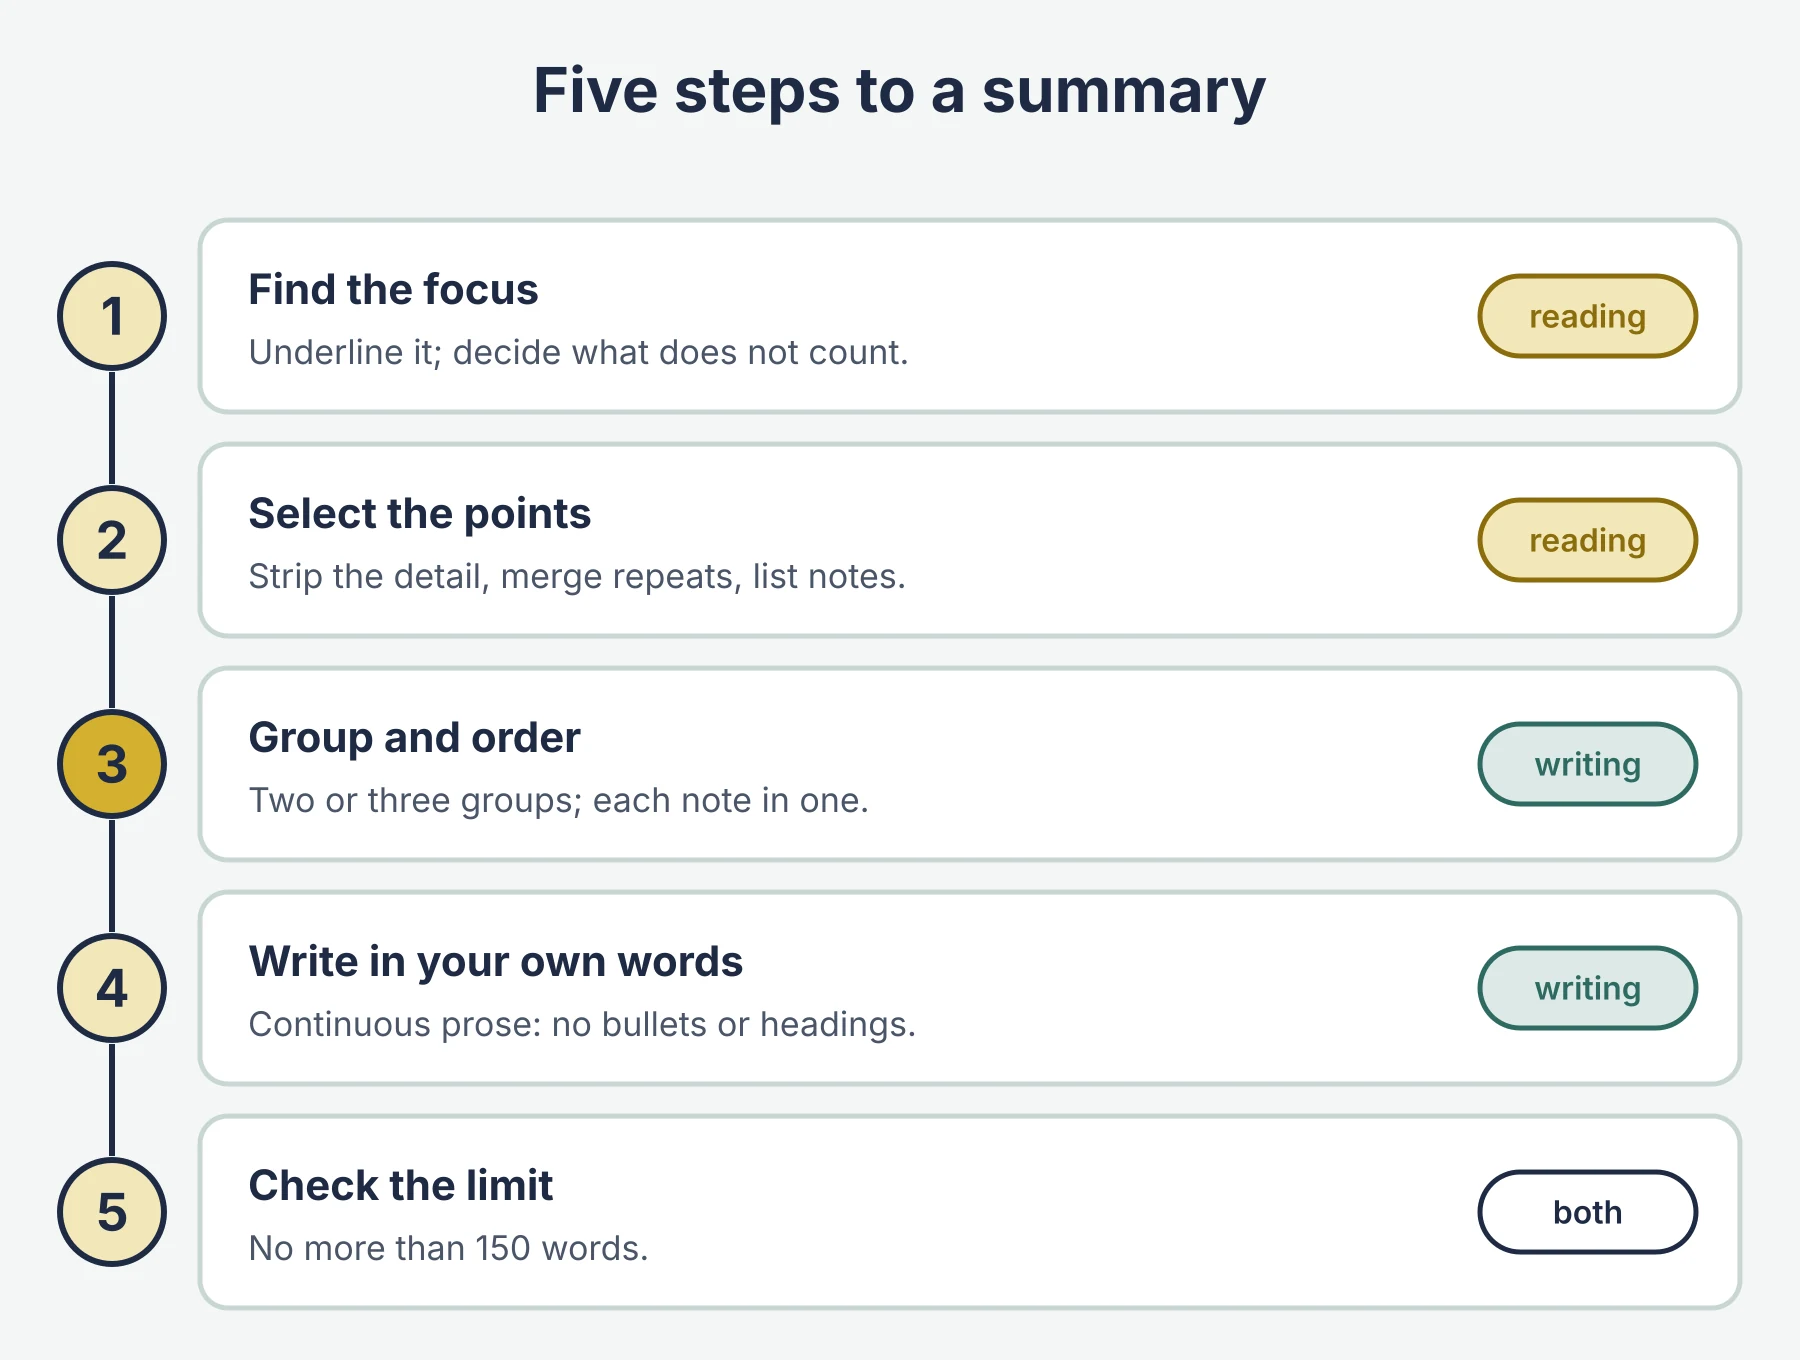 Five steps to a summary
1
Find the focus
Underline it; decide what does not count.
reading
2
Select the points
Strip the detail, merge repeats, list notes.
reading
3
Group and order
Two or three groups; each note in one.
writing
4
Write in your own words
Continuous prose: no bullets or headings.
writing
5
Check the limit
No more than 150 words.
both